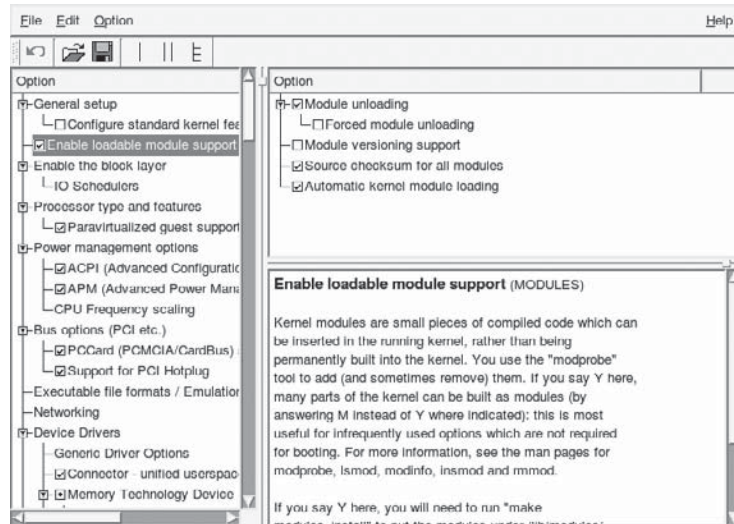 File Edit Option Help
Option
General setup
Configure standard kernel fea
Enable loadable module support
Enable the block layer
IO Schedulers
Processor type and features
Paravirtualized guest support
Power management options
ACPI (Advanced Configuratic
APM (Advanced Power Mana
CPU Frequency scaling
Bus options (PCI etc.)
PCCard (PCMCIA/CardBus)
Support for PCI Hotplug
Executable file formats / Emulatior
Networking
Device Drivers
Generic Driver Options
Connector - unified userspac
Memory Technology Device
Option
Module unloading
Forced module unloading
Module versioning support
Source checksum for all modules
Automatic kernel module loading
Enable loadable module support (MODULES)
Kernel modules are small pieces of compiled code which can
be inserted in the running kernel, rather than being
permanently built into the kernel. You use the "modprobe"
tool to add (and sometimes remove) them. If you say Y here,
many parts of the kernel can be built as modules (by
answering M instead of Y where indicated): this is most
useful for infrequently used options which are not required
for booting. For more information, see the man pages for
modprobe, lsmod, modinfo, insmod and rmmod.
If you say Y here, you will need to run "make